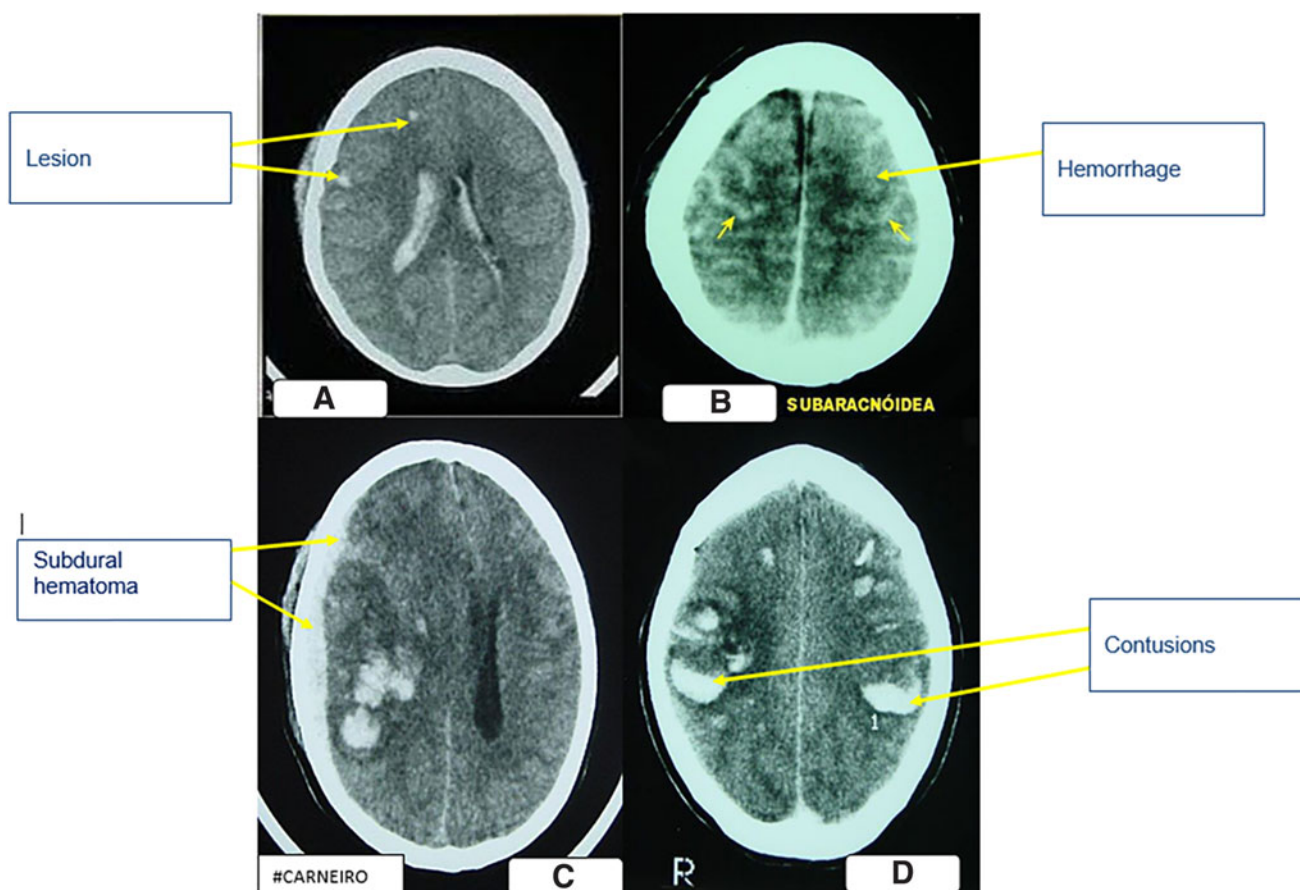 Lesion
Hemorrhage
A
B
SUBARACNÓIDEA
Subdural
hematoma
Contusions
1
#CARNEIRO
C
R
D